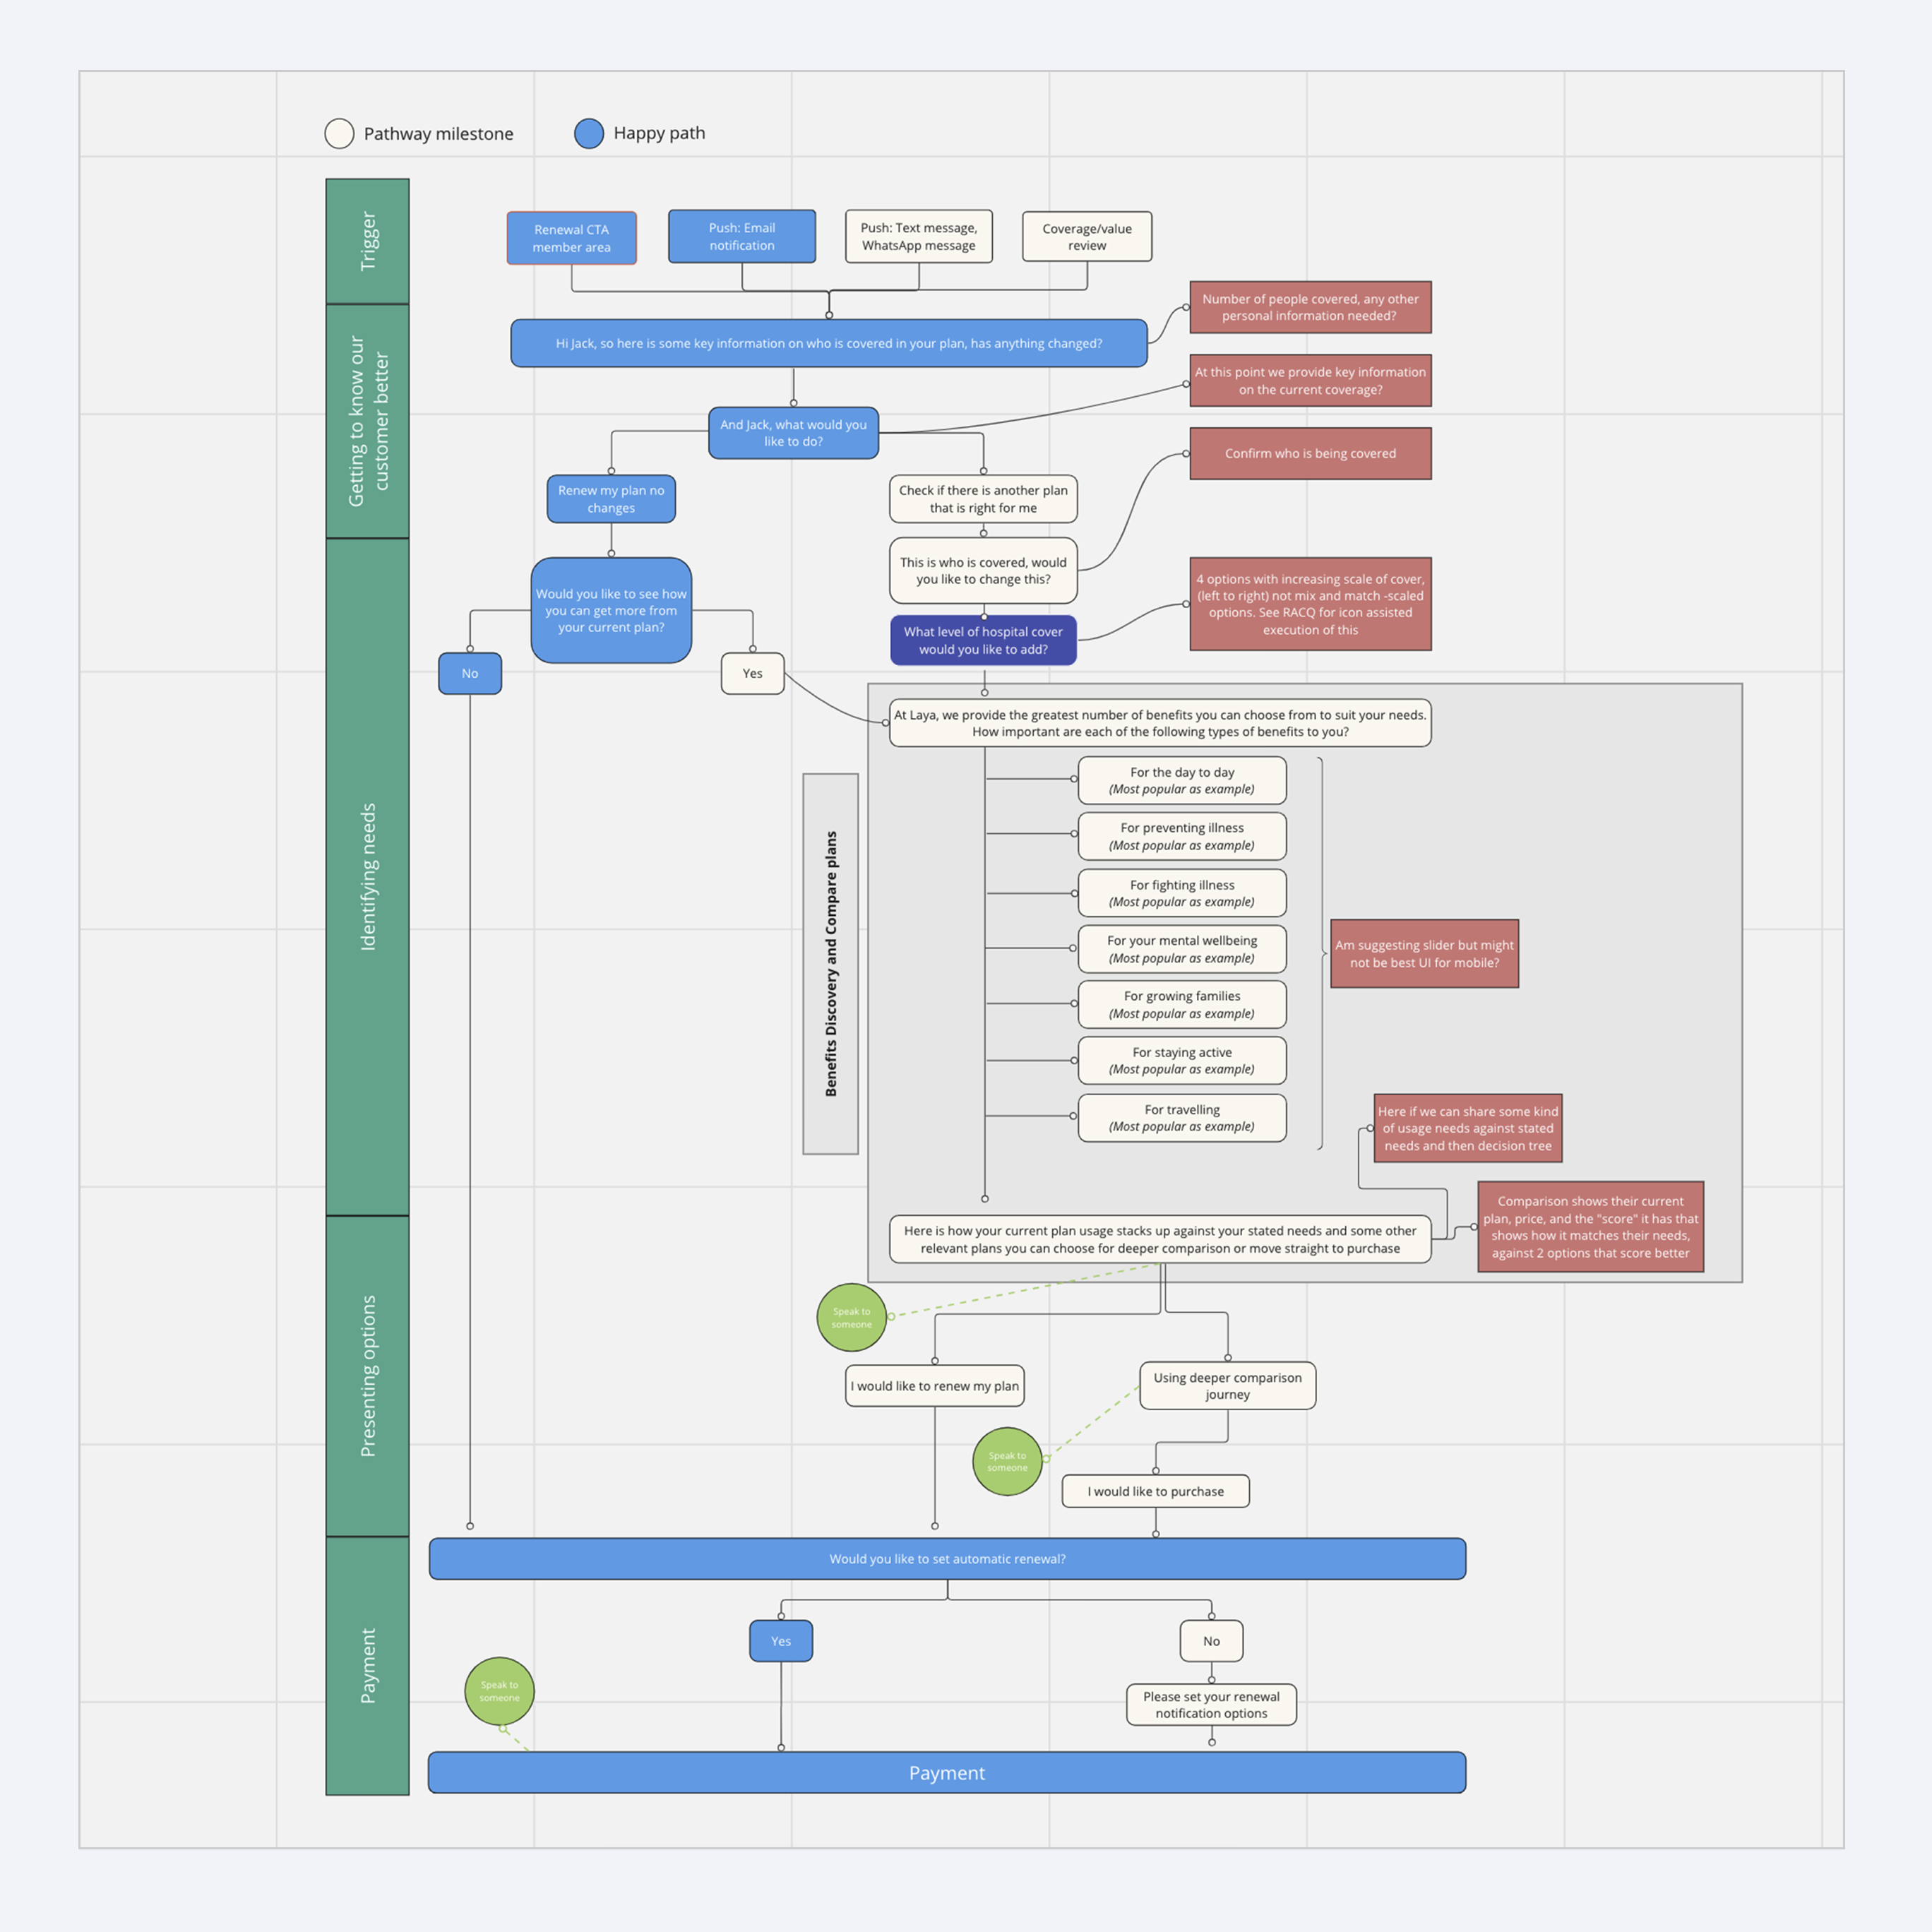 Pathway milestone
Happy path
Trigger
Renewal CTA
member area
Push: Email
notification
Push: Text message,
WhatsApp message
Coverage/value
review
Getting to know our
customer better
Hi Jack, so here is some key information on who is covered in your plan, has anything changed?
Number of people covered, any other
personal information needed?
And Jack, what would you
like to do?
At this point we provide key information
on the current coverage?
Renew my plan no
changes
Check if there is another plan
that is right for me
Confirm who is being covered
Identifying needs
Would you like to see how
you can get more from
your current plan?
This is who is covered, would
you like to change this?
4 options with increasing scale of cover,
(left to right) not mix and match -scaled
options. See RACQ for icon assisted
execution of this
What level of hospital cover
would you like to add?
No
Yes
At Laya, we provide the greatest number of benefits you can choose from to suit your needs.
How important are each of the following types of benefits to you?
Benefits Discovery and Compare plans
For the day to day
(Most popular as example)
For preventing illness
(Most popular as example)
For fighting illness
(Most popular as example)
For your mental wellbeing
(Most popular as example)
Am suggesting slider but might
not be best UI for mobile?
For growing families
(Most popular as example)
For staying active
(Most popular as example)
For travelling
(Most popular as example)
Here if we can share some kind
of usage needs against stated
needs and then decision tree
Presenting options
Here is how your current plan usage stacks up against your stated needs and some other
relevant plans you can choose for deeper comparison or move straight to purchase
Comparison shows their current
plan, price, and the "score" it has that
shows how it matches their needs,
against 2 options that score better
Speak to
someone
I would like to renew my plan
Using deeper comparison
journey
Speak to
someone
I would like to purchase
Payment
Would you like to set automatic renewal?
Yes
No
Speak to
someone
Please set your renewal
notification options
Payment